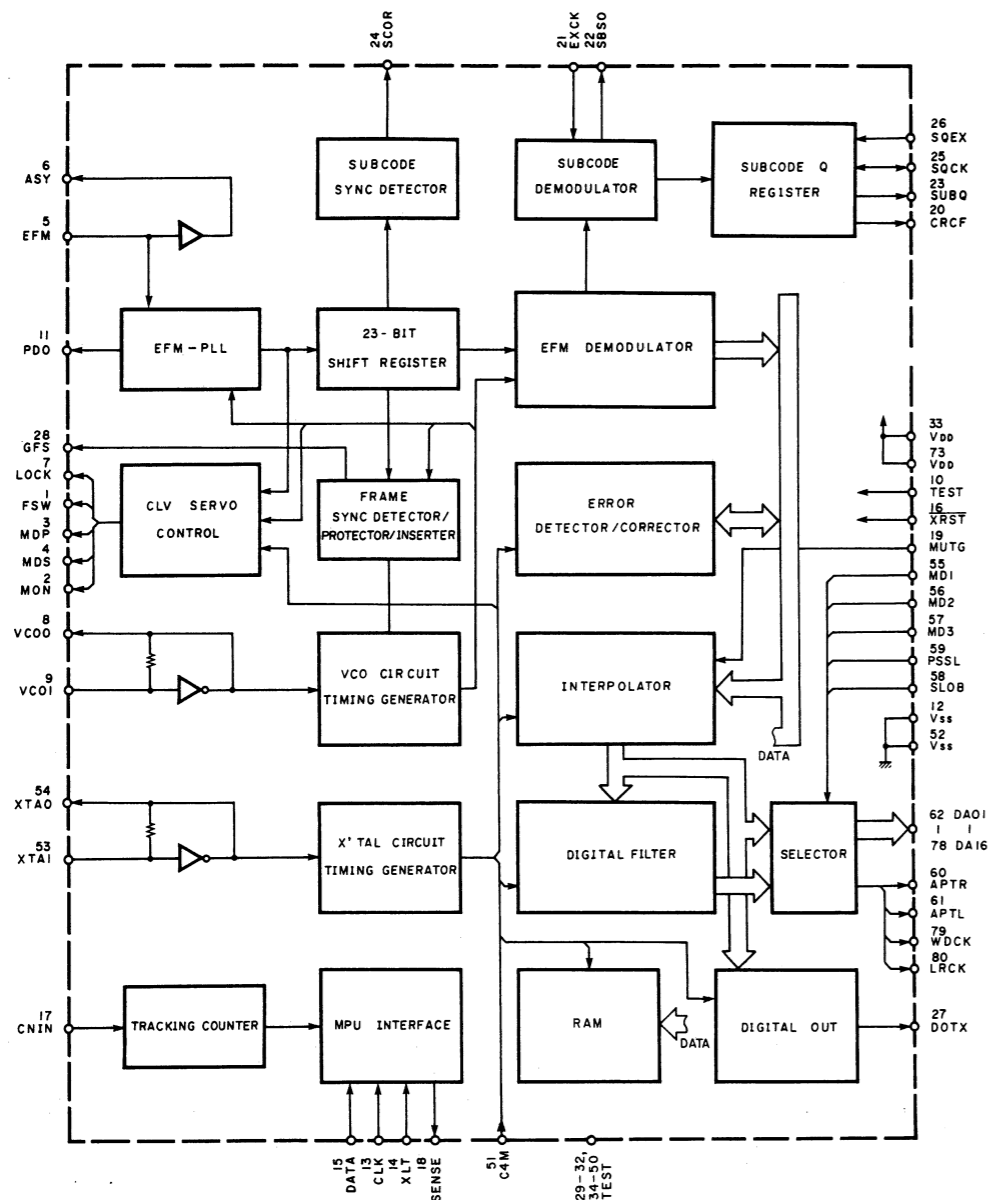 24
SCOR
21
EXCK
22
SBSO
6
ASY
5
EFM
SUBCODE
SYNC DETECTOR
SUBCODE
DEMODULATOR
SUBCODE Q
REGISTER
26
SQEX
25
SQCK
23
SUBQ
20
CRCF
11
PDO
EFM-PLL
23-BIT
SHIFT REGISTER
EFM DEMODULATOR
28
GFS
7
LOCK
1
FSW
3
MDP
4
MDS
2
MON
CLV SERVO
CONTROL
FRAME
SYNC DETECTOR/
PROTECTOR/INSERTER
ERROR
DETECTOR/CORRECTOR
33
VDD
73
VDD
10
TEST
16
XRST
19
MUTG
55
MD1
56
MD2
57
MD3
59
PSSL
58
SLOB
12
Vss
52
Vss
8
VCOO
9
VCOI
VCO CIRCUIT
TIMING GENERATOR
INTERPOLATOR
DATA
54
XTAO
53
XTAI
X'TAL CIRCUIT
TIMING GENERATOR
DIGITAL FILTER
SELECTOR
62 DAO1
I I
78 DA16
60
APTR
61
APTL
79
WDCK
80
LRCK
17
CNIN
TRACKING COUNTER
MPU INTERFACE
RAM
DATA
DIGITAL OUT
27
DOTX
15
DATA
13
CLK
14
XLT
18
SENSE
51
C4M
29-32,
34-50
TEST